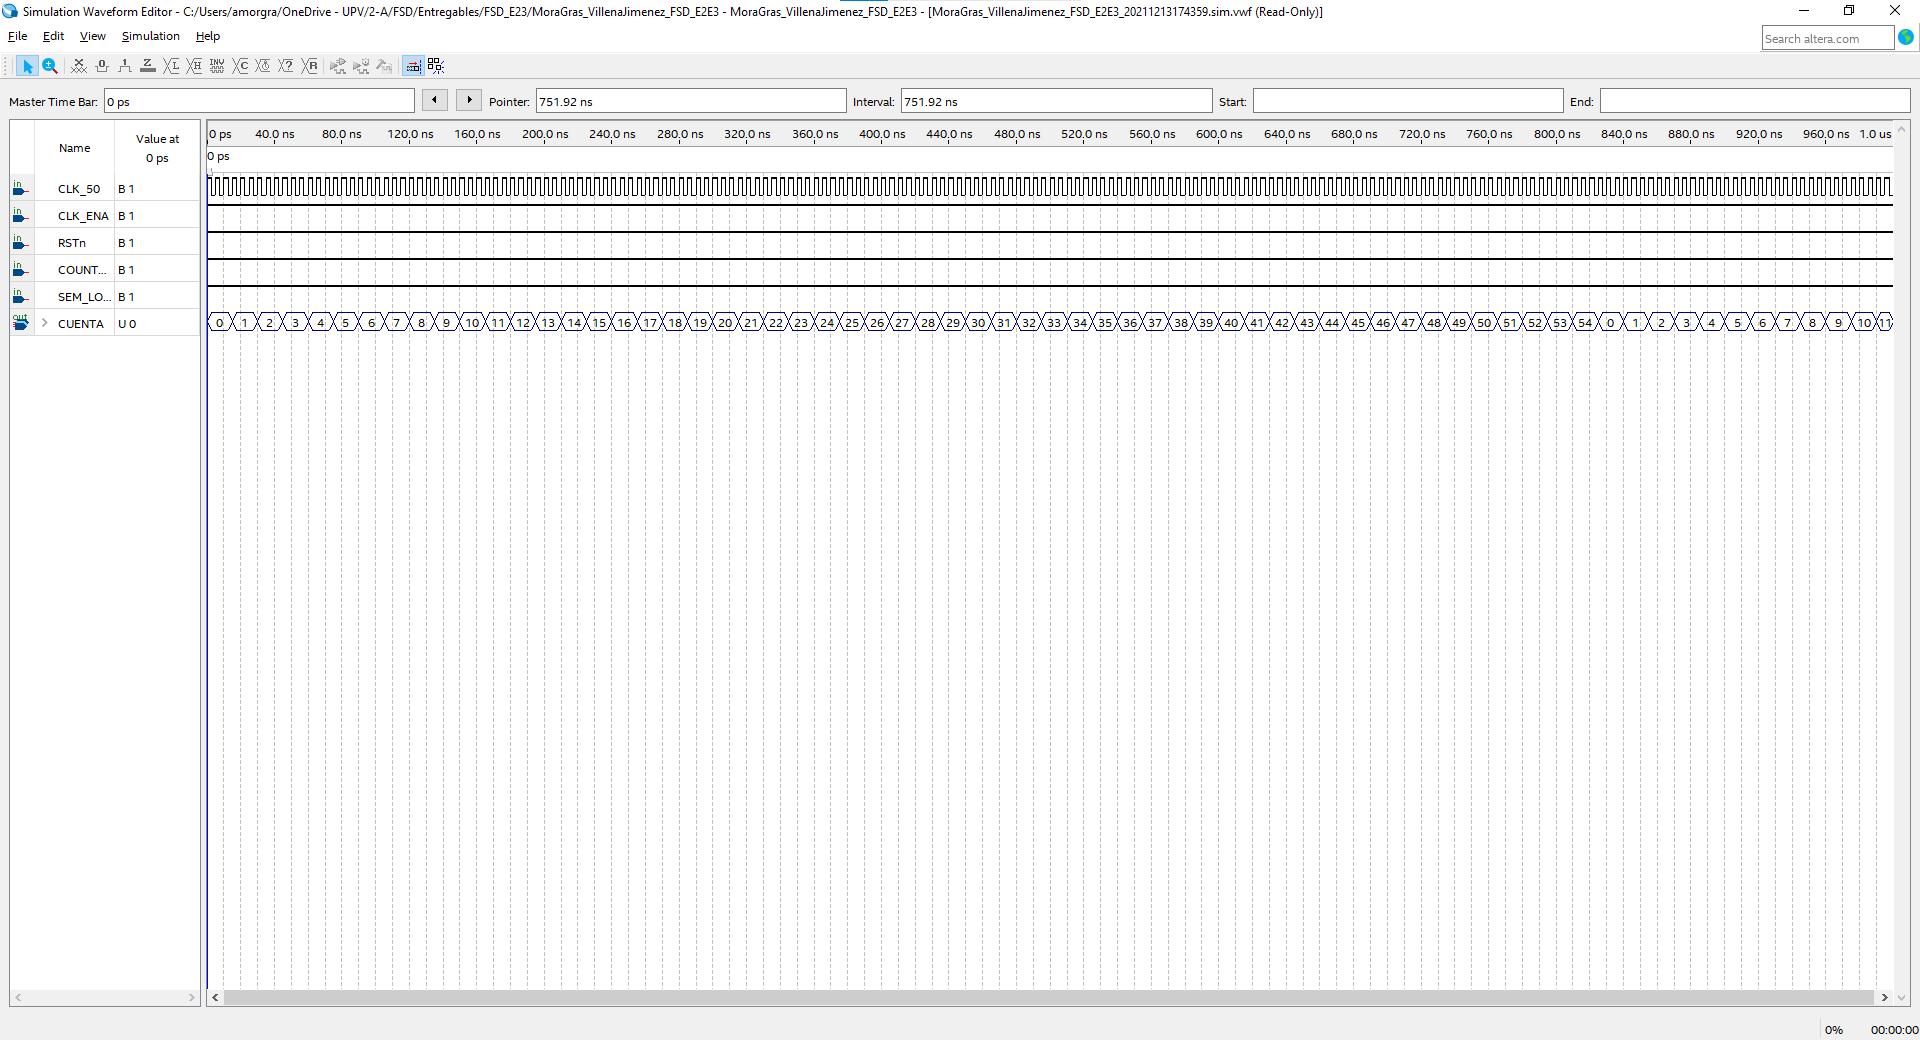 Simulation Waveform Editor - C:/Users/amorgra/OneDrive - UPV/2-A/FSD/Entregables/FSD_E23/MoraGras_VillenaJimenez_FSD_E2E3 - MoraGras_VillenaJimenez_FSD_E2E3 - [MoraGras_VillenaJimenez_FSD_E2E3_20211213174359.sim.vwf (Read-Only)]
File Edit View Simulation Help
Search altera.com
Master Time Bar: 0 ps Pointer: 751.92 ns Interval: 751.92 ns Start: End:
Name Value at 0 ps
0 ps 40.0 ns 80.0 ns 120.0 ns 160.0 ns 200.0 ns 240.0 ns 280.0 ns 320.0 ns 360.0 ns 400.0 ns 440.0 ns 480.0 ns 520.0 ns 560.0 ns 600.0 ns 640.0 ns 680.0 ns 720.0 ns 760.0 ns 800.0 ns 840.0 ns 880.0 ns 920.0 ns 960.0 ns 1.0 us
0 ps
in CLK_50 B 1
in CLK_ENA B 1
in RSTn B 1
in COUNT... B 1
in SEM_LO... B 1
out CUENTA U 0 0 1 2 3 4 5 6 7 8 9 10 11 12 13 14 15 16 17 18 19 20 21 22 23 24 25 26 27 28 29 30 31 32 33 34 35 36 37 38 39 40 41 42 43 44 45 46 47 48 49 50 51 52 53 54 0 1 2 3 4 5 6 7 8 9 10 11
0% 00:00:00